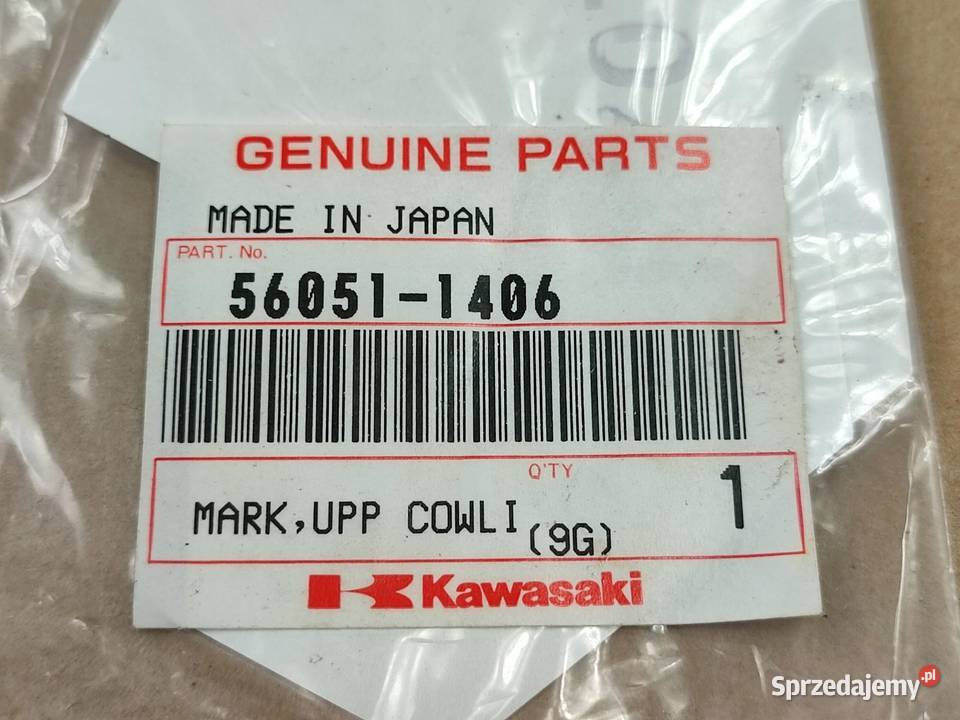 GENUINE PARTS
MADE IN JAPAN
PART. No.
56051-1406
Q'TY
MARK,UPP COWLI (9G) 1
Kawasaki
Sprzedajemy.pl